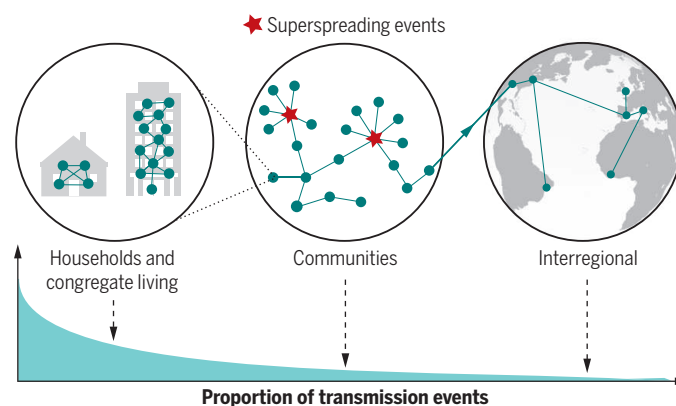 Superspreading events
Households and
congregate living
Communities
Interregional
Proportion of transmission events